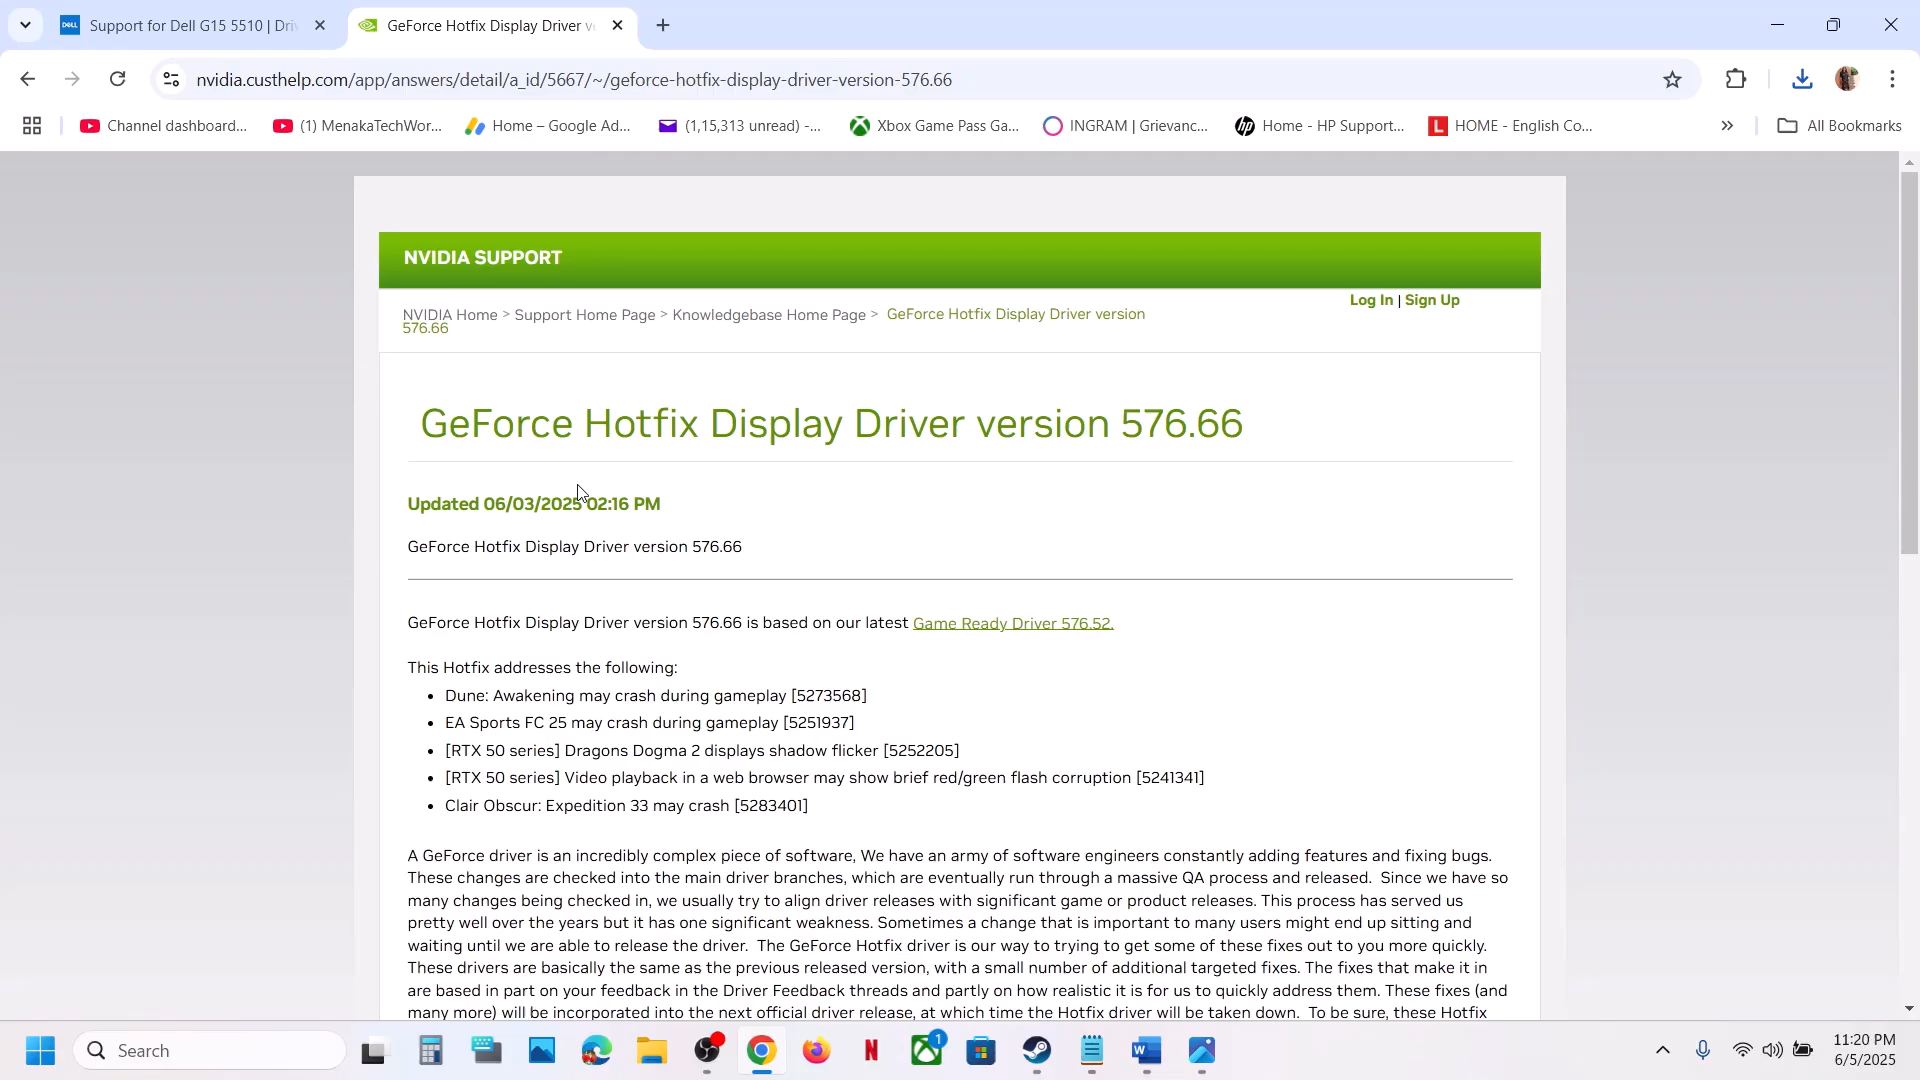 DELL Support for Dell G15 5510 | Dri
GeForce Hotfix Display Driver ve
nvidia.custhelp.com/app/answers/detail/a_id/5667/~/geforce-hotfix-display-driver-version-576.66
Channel dashboard...
(1) MenakaTechWor...
Home – Google Ad...
(1,15,313 unread) -...
Xbox Game Pass Ga...
INGRAM | Grievanc...
hp Home - HP Support...
L HOME - English Co...
All Bookmarks
NVIDIA SUPPORT
Log In | Sign Up
NVIDIA Home > Support Home Page > Knowledgebase Home Page > GeForce Hotfix Display Driver version
576.66
GeForce Hotfix Display Driver version 576.66
Updated 06/03/2025 02:16 PM
GeForce Hotfix Display Driver version 576.66
GeForce Hotfix Display Driver version 576.66 is based on our latest Game Ready Driver 576.52.
This Hotfix addresses the following:
• Dune: Awakening may crash during gameplay [5273568]
• EA Sports FC 25 may crash during gameplay [5251937]
• [RTX 50 series] Dragons Dogma 2 displays shadow flicker [5252205]
• [RTX 50 series] Video playback in a web browser may show brief red/green flash corruption [5241341]
• Clair Obscur: Expedition 33 may crash [5283401]
A GeForce driver is an incredibly complex piece of software, We have an army of software engineers constantly adding features and fixing bugs.
These changes are checked into the main driver branches, which are eventually run through a massive QA process and released.  Since we have so
many changes being checked in, we usually try to align driver releases with significant game or product releases. This process has served us
pretty well over the years but it has one significant weakness. Sometimes a change that is important to many users might end up sitting and
waiting until we are able to release the driver.  The GeForce Hotfix driver is our way to trying to get some of these fixes out to you more quickly.
These drivers are basically the same as the previous released version, with a small number of additional targeted fixes. The fixes that make it in
are based in part on your feedback in the Driver Feedback threads and partly on how realistic it is for us to quickly address them. These fixes (and
many more) will be incorporated into the next official driver release, at which time the Hotfix driver will be taken down.  To be sure, these Hotfix
Search
N
1
W
11:20 PM
6/5/2025